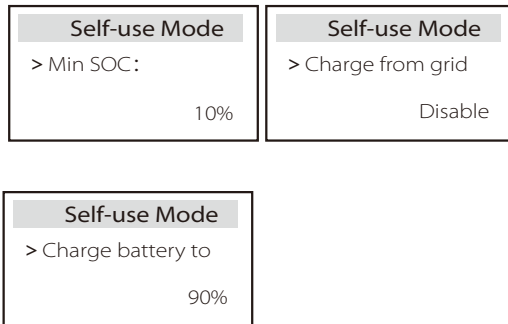 Self-use Mode
> Min SOC:
10%
Self-use Mode
> Charge from grid
Disable
Self-use Mode
> Charge battery to
90%